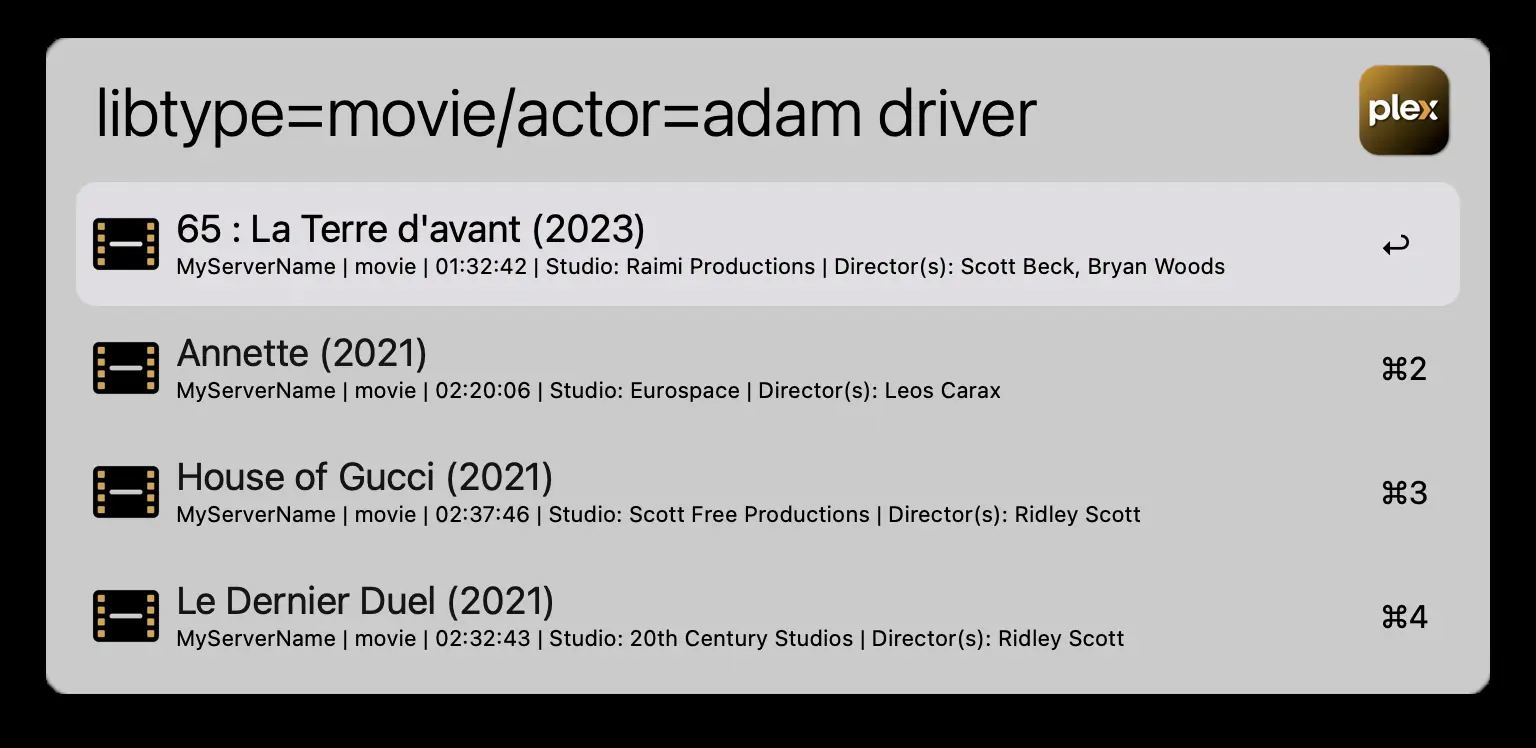 libtype=movie/actor=adam driver
plex
65 : La Terre d'avant (2023)
MyServerName | movie | 01:32:42 | Studio: Raimi Productions | Director(s): Scott Beck, Bryan Woods
↩
Annette (2021)
MyServerName | movie | 02:20:06 | Studio: Eurospace | Director(s): Leos Carax
⌘2
House of Gucci (2021)
MyServerName | movie | 02:37:46 | Studio: Scott Free Productions | Director(s): Ridley Scott
⌘3
Le Dernier Duel (2021)
MyServerName | movie | 02:32:43 | Studio: 20th Century Studios | Director(s): Ridley Scott
⌘4